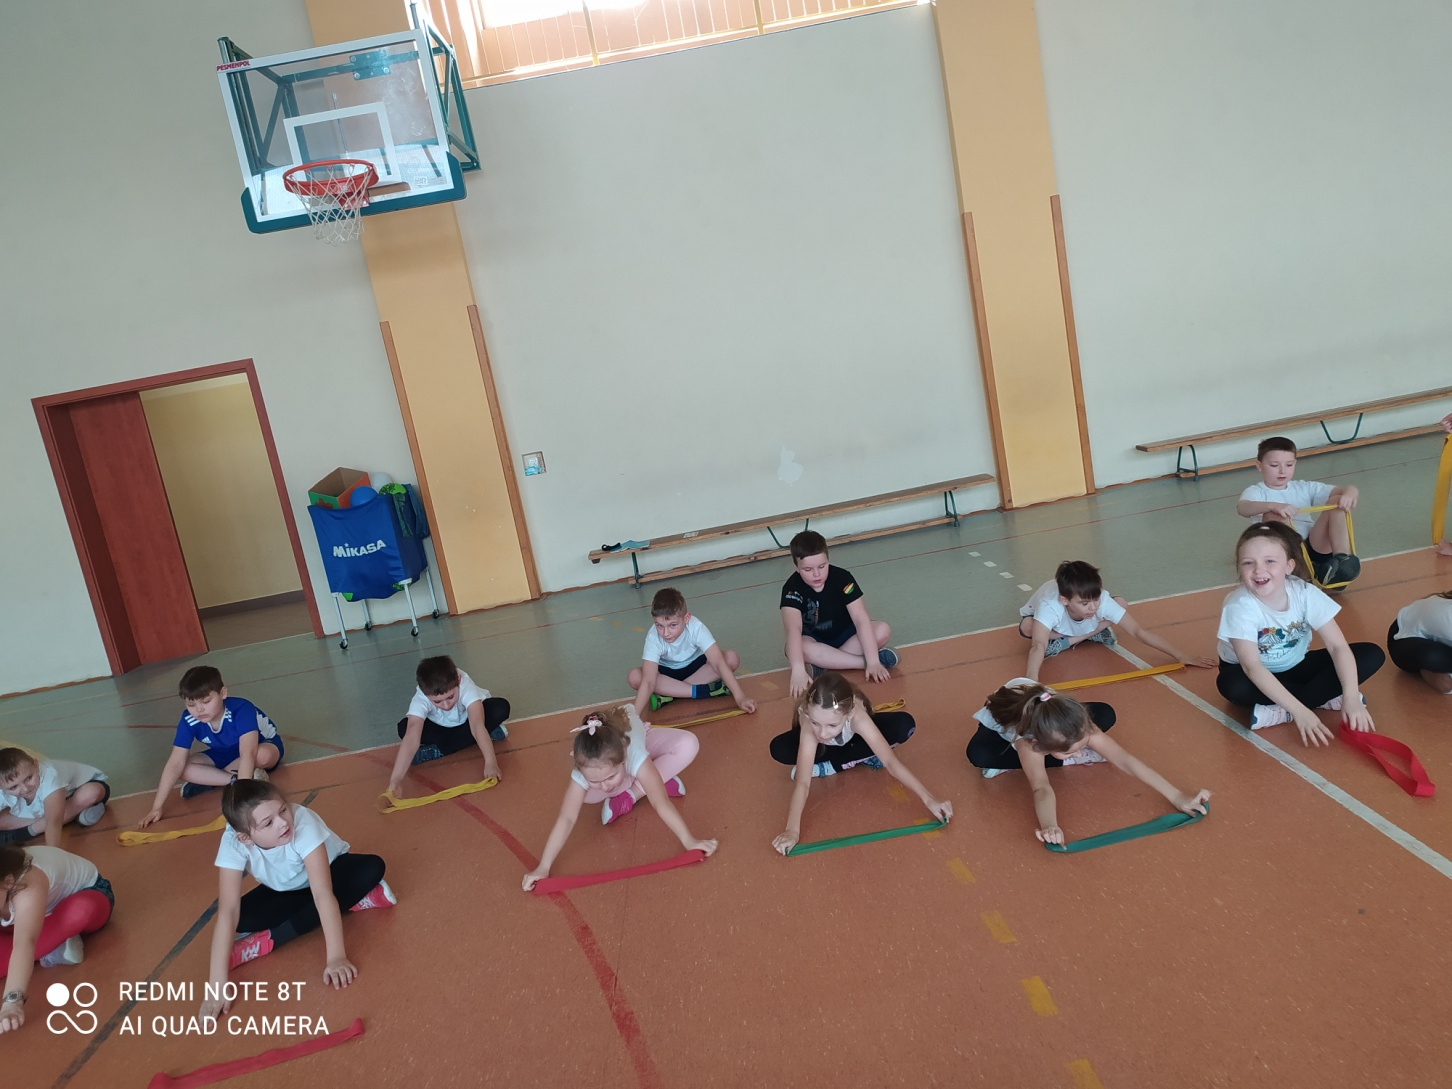 PESMENPOL
MIKASA
REDMI NOTE 8T
AI QUAD CAMERA